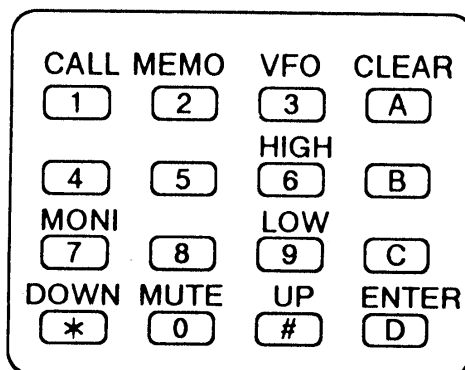 CALL MEMO VFO CLEAR
1 2 3 A
HIGH
4 5 6 B
MONI LOW
7 8 9 C
DOWN MUTE UP ENTER
* 0 # D